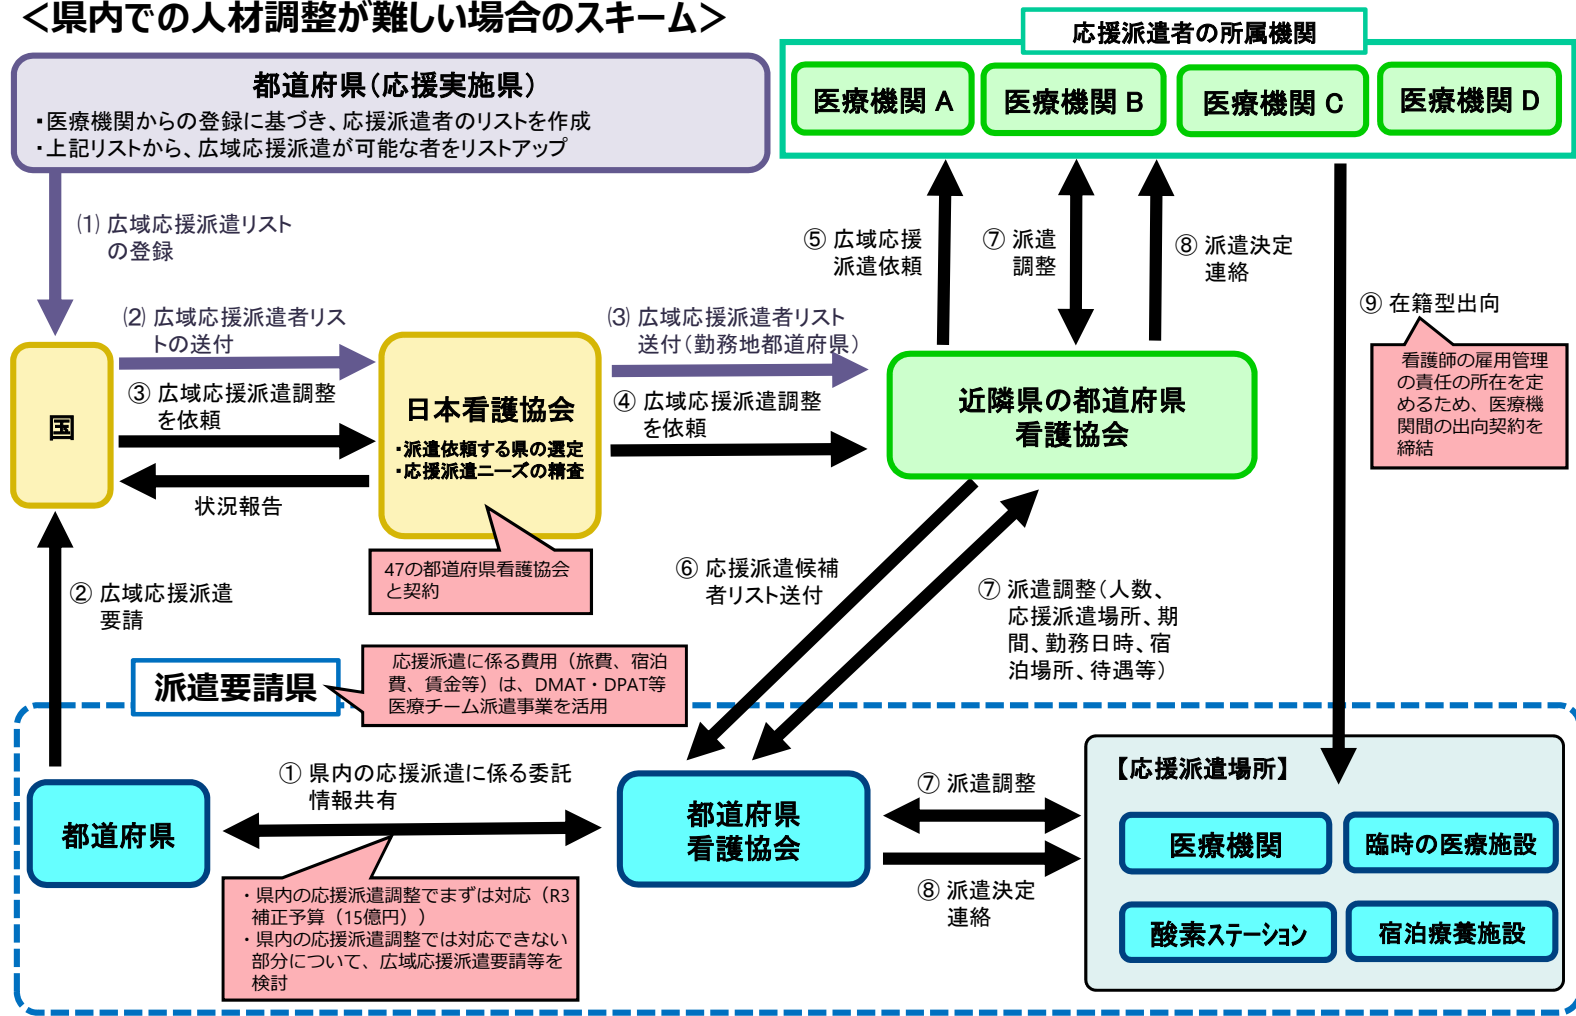 ＜県内での人材調整が難しい場合のスキーム＞
都道府県（応援実施県）
・医療機関からの登録に基づき、応援派遣者のリストを作成
・上記リストから、広域応援派遣が可能な者をリストアップ
応援派遣者の所属機関
医療機関 A
医療機関 B
医療機関 C
医療機関 D
⑴ 広域応援派遣リスト
の登録
⑵ 広域応援派遣者リス
トの送付
⑶ 広域応援派遣者リスト
送付（勤務地都道府県）
⑤ 広域応援
派遣依頼
⑦ 派遣
調整
⑧ 派遣決定
連絡
⑨ 在籍型出向
看護師の雇用管理
の責任の所在を定
めるため、医療機
関間の出向契約を
締結
国
③ 広域応援派遣調整
を依頼
状況報告
日本看護協会
・派遣依頼する県の選定
・応援派遣ニーズの精査
④ 広域応援派遣調整
を依頼
近隣県の都道府県
看護協会
47の都道府県看護協会
と契約
② 広域応援派遣
要請
⑥ 応援派遣候補
者リスト送付
⑦ 派遣調整（人数、
応援派遣場所、期
間、勤務日時、宿
泊場所、待遇等）
派遣要請県
応援派遣に係る費用（旅費、宿泊
費、賃金等）は、DMAT・DPAT等
医療チーム派遣事業を活用
都道府県
① 県内の応援派遣に係る委託
情報共有
・県内の応援派遣調整でまずは対応（R3
補正予算（15億円））
・県内の応援派遣調整では対応できない
部分について、広域応援派遣要請等を
検討
都道府県
看護協会
⑦ 派遣調整
⑧ 派遣決定
連絡
【応援派遣場所】
医療機関
臨時の医療施設
酸素ステーション
宿泊療養施設